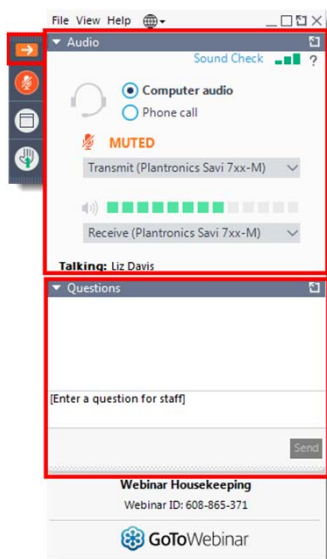 File View Help
Audio
Sound Check ?
Computer audio
Phone call
MUTED
Transmit (Plantronics Savi 7xx-M)
Receive (Plantronics Savi 7xx-M)
Talking: Liz Davis
Questions
[Enter a question for staff]
Send
Webinar Housekeeping
Webinar ID: 608-865-371
GoToWebinar